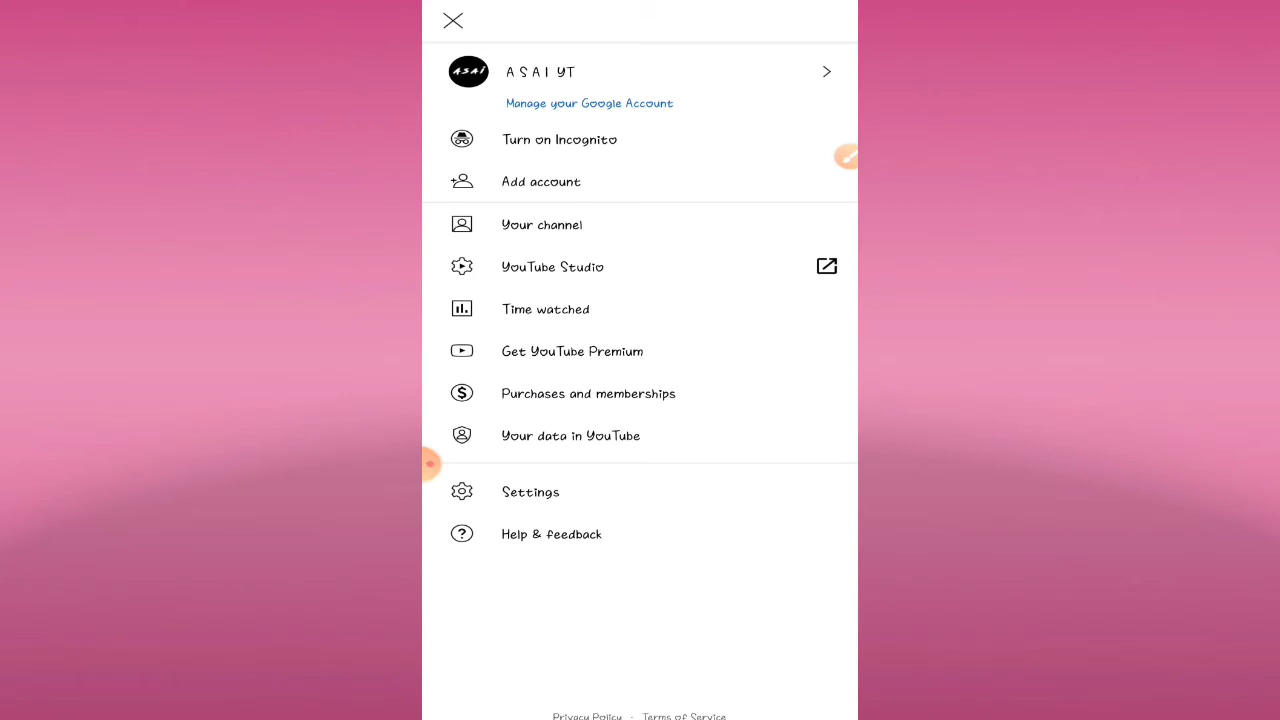 ASAI
A S A I YT
Manage your Google Account
Turn on Incognito
Add account
Your channel
YouTube Studio
Time watched
Get YouTube Premium
Purchases and memberships
Your data in YouTube
Settings
Help & feedback
Privacy Policy · Terms of Service